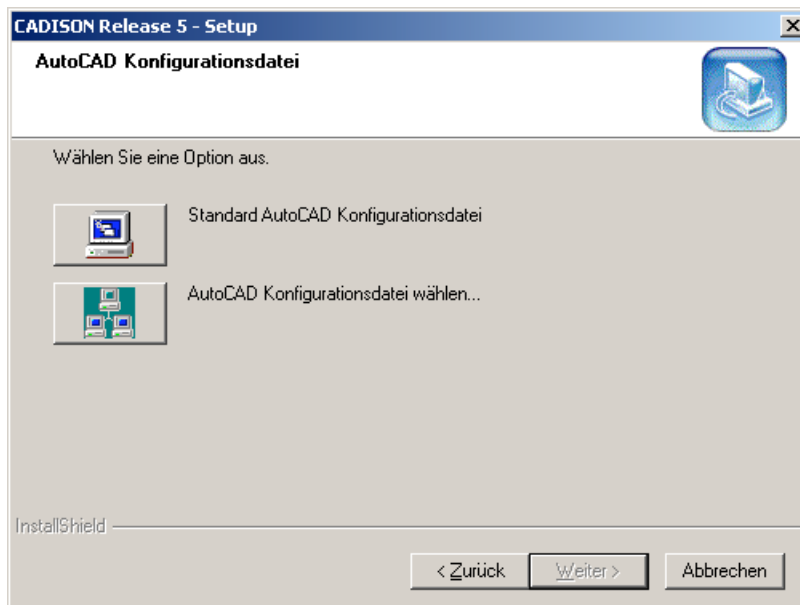 CADISON Release 5 - Setup
AutoCAD Konfigurationsdatei
Wählen Sie eine Option aus.
Standard AutoCAD Konfigurationsdatei
AutoCAD Konfigurationsdatei wählen...
InstallShield
< Zurück Weiter > Abbrechen